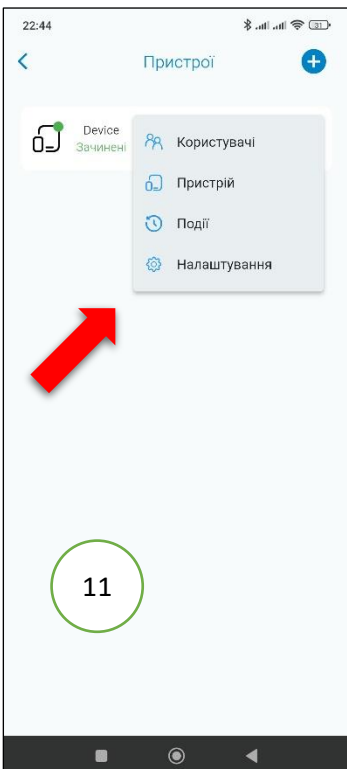 22:44
31
Пристрої
Device
Зачинені
Користувачі
Пристрій
Події
Налаштування
11